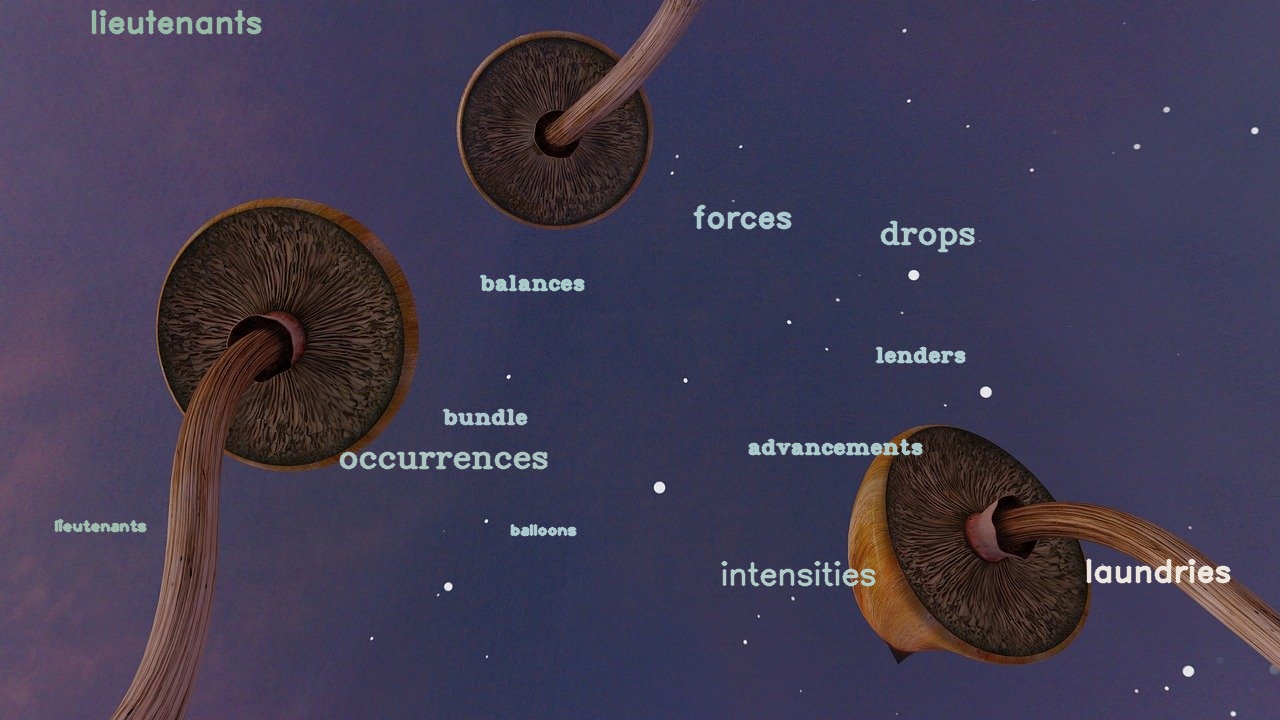 lieutenants
forces
drops
balances
lenders
bundle
advancements
occurrences
lieutenants
balloons
intensities
laundries